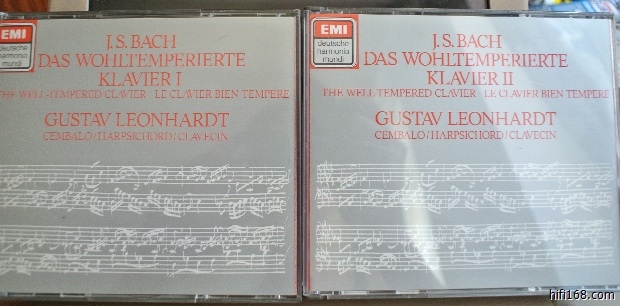 EMI
deutsche
harmonia
mundi
J.S. BACH
DAS WOHLTEMPERIERTE
KLAVIER I
THE WELL-TEMPERED CLAVIER · LE CLAVIER BIEN TEMPERE
GUSTAV LEONHARDT
CEMBALO/HARPSICHORD/CLAVECIN
EMI
deutsche
harmonia
mundi
J.S. BACH
DAS WOHLTEMPERIERTE
KLAVIER II
THE WELL-TEMPERED CLAVIER · LE CLAVIER BIEN TEMPERE
GUSTAV LEONHARDT
CEMBALO/HARPSICHORD/CLAVECIN
hifi168.com